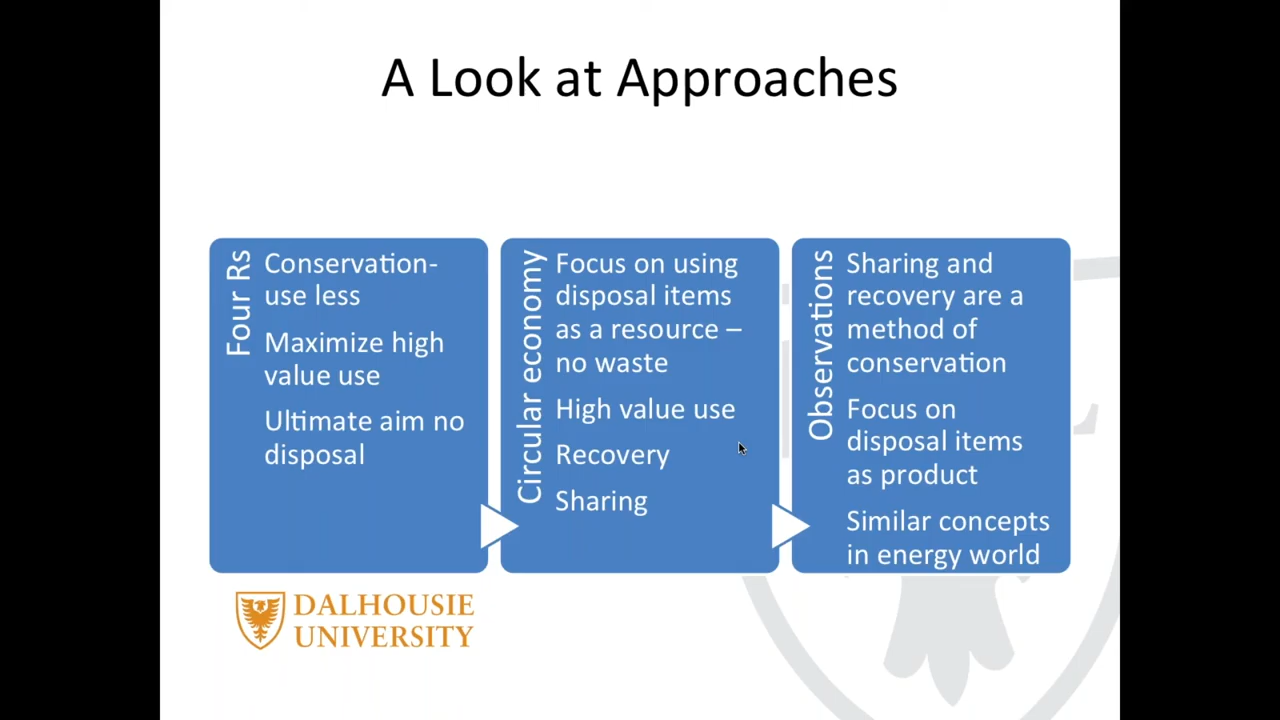 A Look at Approaches
Four Rs
Conservation-
use less
Maximize high
value use
Ultimate aim no
disposal
Circular economy
Focus on using
disposal items
as a resource –
no waste
High value use
Recovery
Sharing
Observations
Sharing and
recovery are a
method of
conservation
Focus on
disposal items
as product
Similar concepts
in energy world
DALHOUSIE
UNIVERSITY